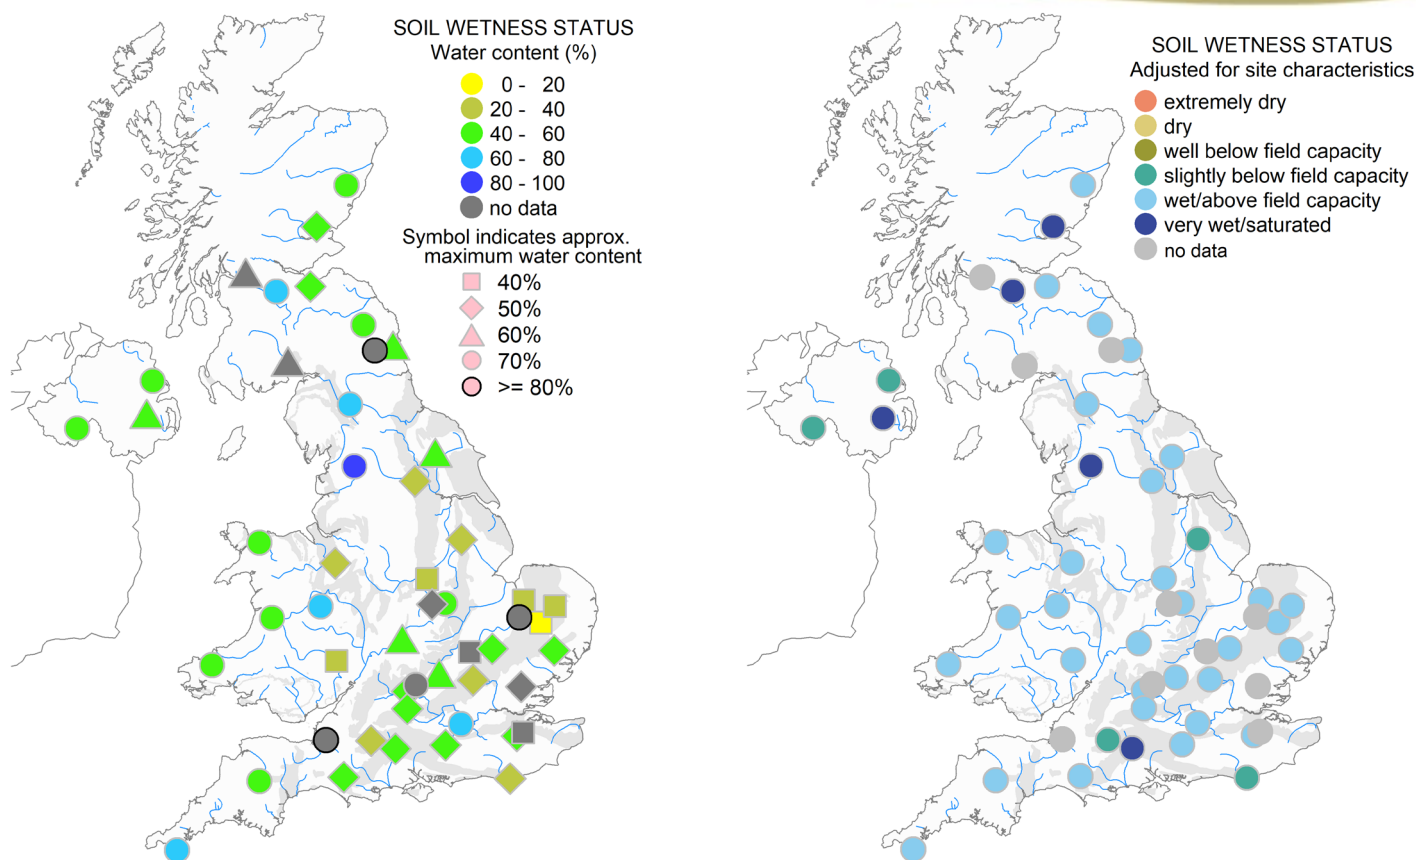 SOIL WETNESS STATUS
Water content (%)
0 - 20
20 - 40
40 - 60
60 - 80
80 - 100
no data
Symbol indicates approx.
maximum water content
40%
50%
60%
70%
>= 80%
SOIL WETNESS STATUS
Adjusted for site characteristics
extremely dry
dry
well below field capacity
slightly below field capacity
wet/above field capacity
very wet/saturated
no data